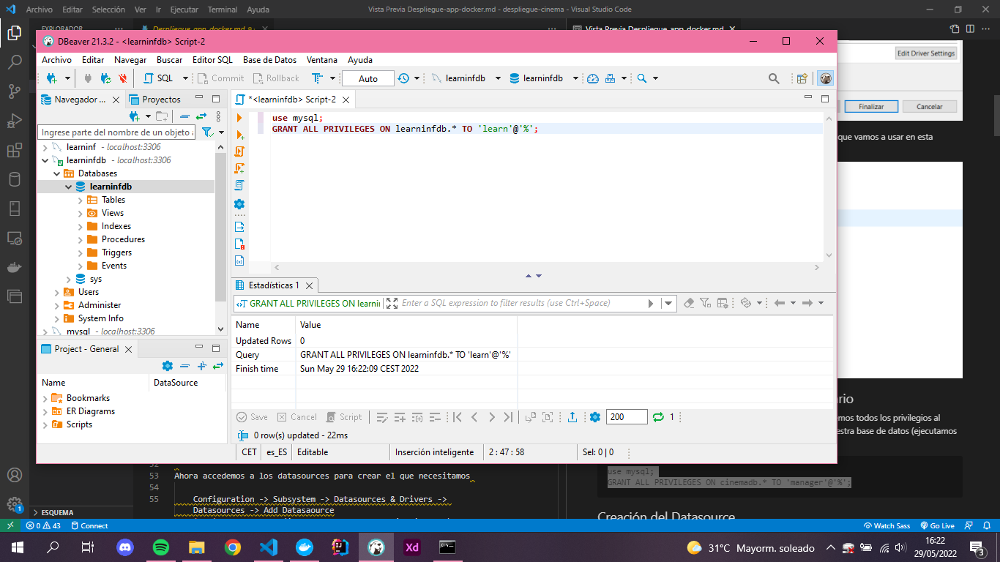 Archivo Editar Selección Ver Ir Ejecutar Terminal Ayuda
Vista Previa Despliegue-app-docker.md - despliegue-cinema - Visual Studio Code
EXPLORADOR
Despliegue-app-docker.md 9+
Vista Previa Despliegue-app-docker.md
DBeaver 21.3.2 - <learninfdb> Script-2
Archivo Editar Navegar Buscar Editor SQL Base de Datos Ventana Ayuda
SQL Commit Rollback Auto learninfdb learninfdb
Navegador ... Proyectos
Ingrese parte del nombre de un objeto a
learninf - localhost:3306
learninfdb - localhost:3306
Databases
learninfdb
Tables
Views
Indexes
Procedures
Triggers
Events
sys
Users
Administer
System Info
mysql - localhost:3306
Project - General
Name DataSource
Bookmarks
ER Diagrams
Scripts
*<learninfdb> Script-2
use mysql;
GRANT ALL PRIVILEGES ON learninfdb.* TO 'learn'@'%';
Estadísticas 1
GRANT ALL PRIVILEGES ON learnii
Enter a SQL expression to filter results (use Ctrl+Space)
Name Value
Updated Rows 0
Query GRANT ALL PRIVILEGES ON learninfdb.* TO 'learn'@'%'
Finish time Sun May 29 16:22:09 CEST 2022
Save Cancel Script 200 1
0 row(s) updated - 22ms
CET es_ES Editable Inserción inteligente 2 : 47 : 58 Sel: 0 | 0
Edit Driver Settings
Finalizar Cancelar
que vamos a usar en esta
ario
emos todos los privilegios al
estra base de datos (ejecutamos
use mysql;
GRANT ALL PRIVILEGES ON cinemadb.* TO 'manager'@'%';
Creación del Datasource
52
53 Ahora accedemos a los datasources para crear el que necesitamos
54
55 Configuration -> Subsystem -> Datasources & Drivers ->
Datasources -> Add Datasaource
ESQUEMA
1
0 43 Connect
Watch Sass Go Live
Xd
31°C Mayorm. soleado
16:22
29/05/2022
3